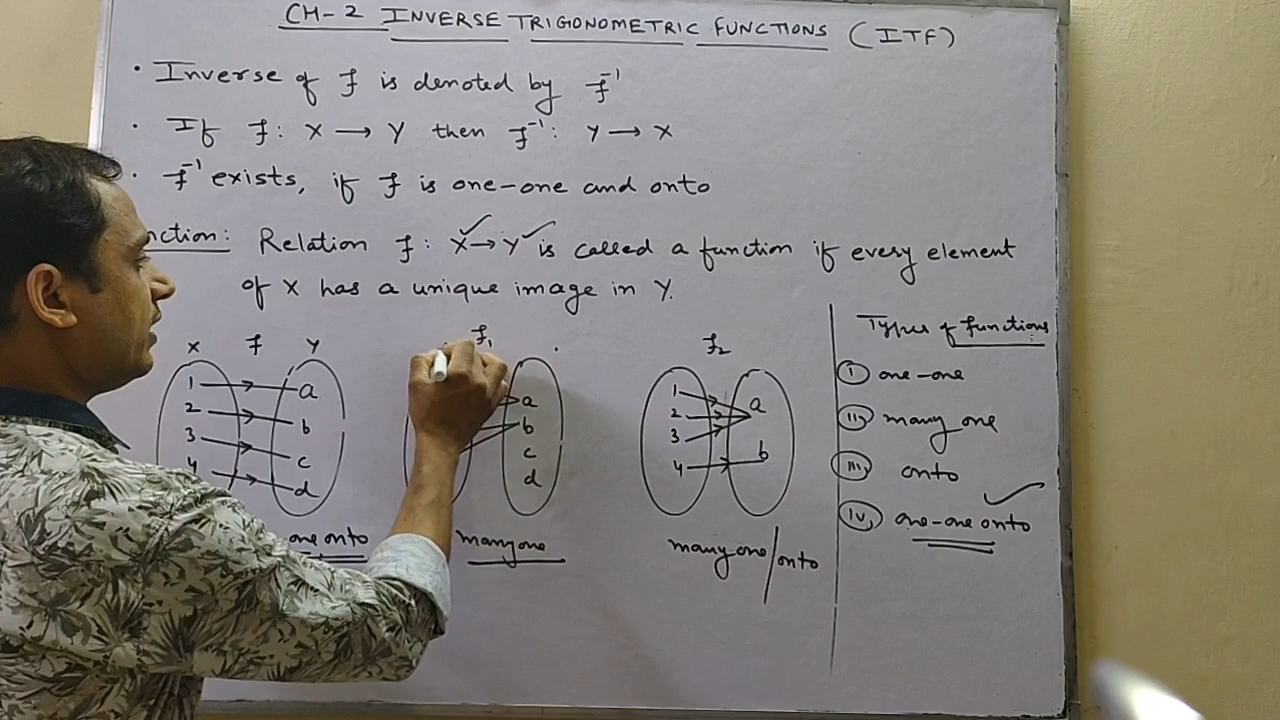 CH-2 INVERSE TRIGONOMETRIC FUNCTIONS (ITF)
• Inverse of f is denoted by f⁻¹
• If f: X → Y then f⁻¹: Y → X
• f⁻¹ exists, if f is one-one and onto
nction: Relation f: X → Y is called a function if every element
of X has a unique image in Y.
X f Y
1 a
2 b
3 c
4 d
one onto
f₁
a
b
c
d
many one
f₂
1 a
2
3
4 b
many one/onto
Types of functions:
(i) one-one
(ii) many one
(iii) onto
(iv) one-one onto